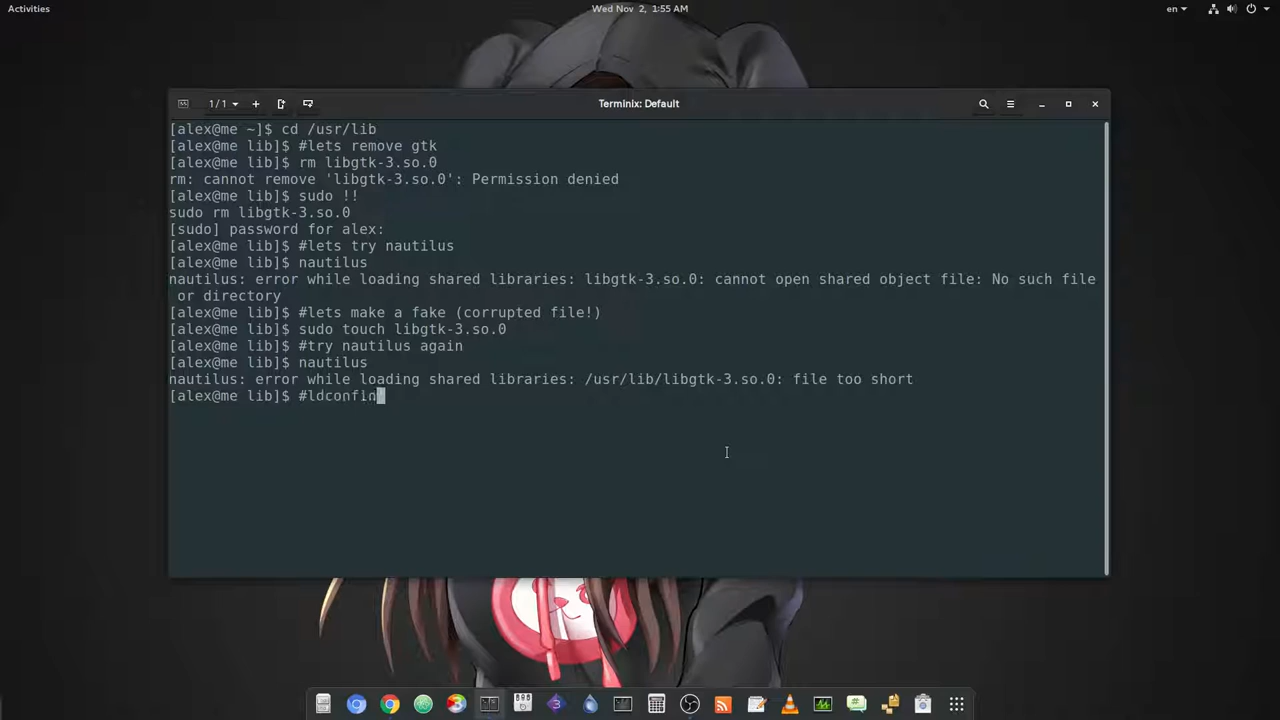 Activities
Wed Nov 2, 1:55 AM
en
1/1
Terminix: Default
[alex@me ~]$ cd /usr/lib
[alex@me lib]$ #lets remove gtk
[alex@me lib]$ rm libgtk-3.so.0
rm: cannot remove 'libgtk-3.so.0': Permission denied
[alex@me lib]$ sudo !!
sudo rm libgtk-3.so.0
[sudo] password for alex:
[alex@me lib]$ #lets try nautilus
[alex@me lib]$ nautilus
nautilus: error while loading shared libraries: libgtk-3.so.0: cannot open shared object file: No such file
or directory
[alex@me lib]$ #lets make a fake (corrupted file!)
[alex@me lib]$ sudo touch libgtk-3.so.0
[alex@me lib]$ #try nautilus again
[alex@me lib]$ nautilus
nautilus: error while loading shared libraries: /usr/lib/libgtk-3.so.0: file too short
[alex@me lib]$ #ldconfin